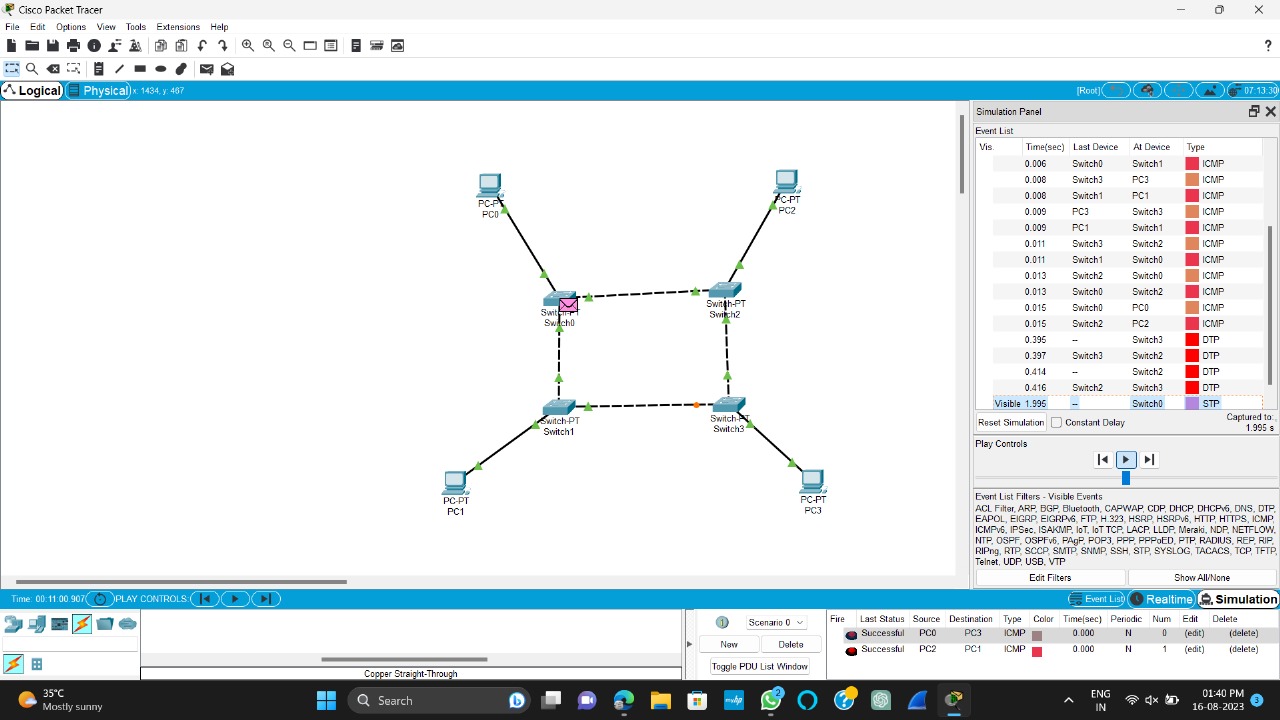 Cisco Packet Tracer
File Edit Options View Tools Extensions Help
?
Logical Physical x: 1434, y: 467 [Root] 07:13:30
Simulation Panel
Event List
Vis. Time(sec) Last Device At Device Type
0.006 Switch0 Switch1 ICMP
0.008 Switch3 PC3 ICMP
0.008 Switch1 PC1 ICMP
0.009 PC3 Switch3 ICMP
0.009 PC1 Switch1 ICMP
0.011 Switch3 Switch2 ICMP
0.011 Switch1 Switch0 ICMP
0.013 Switch2 Switch0 ICMP
0.013 Switch0 Switch2 ICMP
0.015 Switch0 PC0 ICMP
0.015 Switch2 PC2 ICMP
0.395 -- Switch3 DTP
0.397 Switch3 Switch2 DTP
0.414 -- Switch2 DTP
0.416 Switch2 Switch3 DTP
Visible 1.995 -- Switch0 STP
Reset Simulation Constant Delay Captured to:
1.995 s
Play Controls
Event List Filters - Visible Events
ACL Filter, ARP, BGP, Bluetooth, CAPWAP, CDP, DHCP, DHCPv6, DNS, DTP,
EAPOL, EIGRP, EIGRPv6, FTP, H.323, HSRP, HSRPv6, HTTP, HTTPS, ICMP,
ICMPv6, IPSec, ISAKMP, IoT, IoT TCP, LACP, LLDP, Meraki, NDP, NETFLOW,
NTP, OSPF, OSPFv6, PAgP, POP3, PPP, PPPoED, PTP, RADIUS, REP, RIP,
RIPng, RTP, SCCP, SMTP, SNMP, SSH, STP, SYSLOG, TACACS, TCP, TFTP,
Telnet, UDP, USB, VTP
Edit Filters Show All/None
PC-PT
PC0
PC-PT
PC2
Switch-PT
Switch0
Switch-PT
Switch2
Switch-PT
Switch1
Switch-PT
Switch3
PC-PT
PC1
PC-PT
PC3
Time: 00:11:00.907 PLAY CONTROLS: Event List Realtime Simulation
Scenario 0
New Delete
Toggle PDU List Window
Fire Last Status Source Destination Type Color Time(sec) Periodic Num Edit Delete
Successful PC0 PC3 ICMP 0.000 N 0 (edit) (delete)
Successful PC2 PC1 ICMP 0.000 N 1 (edit) (delete)
Copper Straight-Through
35°C
Mostly sunny
Search
2
ENG
IN
01:40 PM
16-08-2023
3